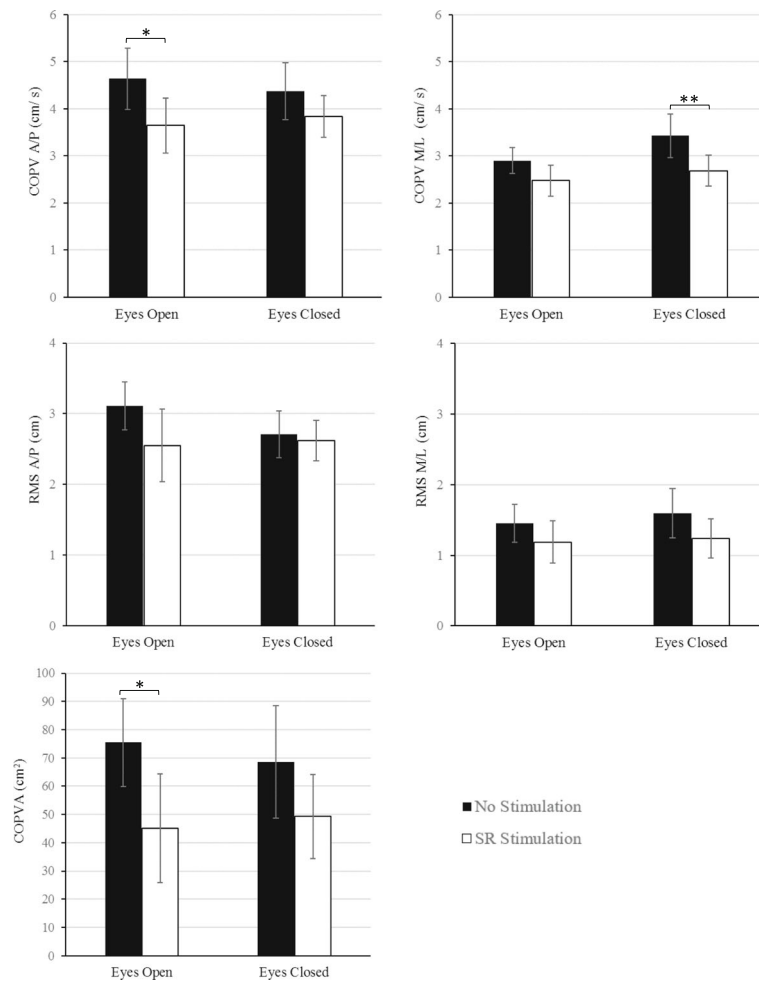 6
5
4
3
2
1
0
COPV A/P (cm/ s)
*
Eyes Open
Eyes Closed
6
5
4
3
2
1
0
COPV M/L (cm/ s)
**
Eyes Open
Eyes Closed
4
3
2
1
0
RMS A/P (cm)
Eyes Open
Eyes Closed
4
3
2
1
0
RMS M/L (cm)
Eyes Open
Eyes Closed
100
90
80
70
60
50
40
30
20
10
0
COPVA (cm²)
*
Eyes Open
Eyes Closed
No Stimulation
SR Stimulation